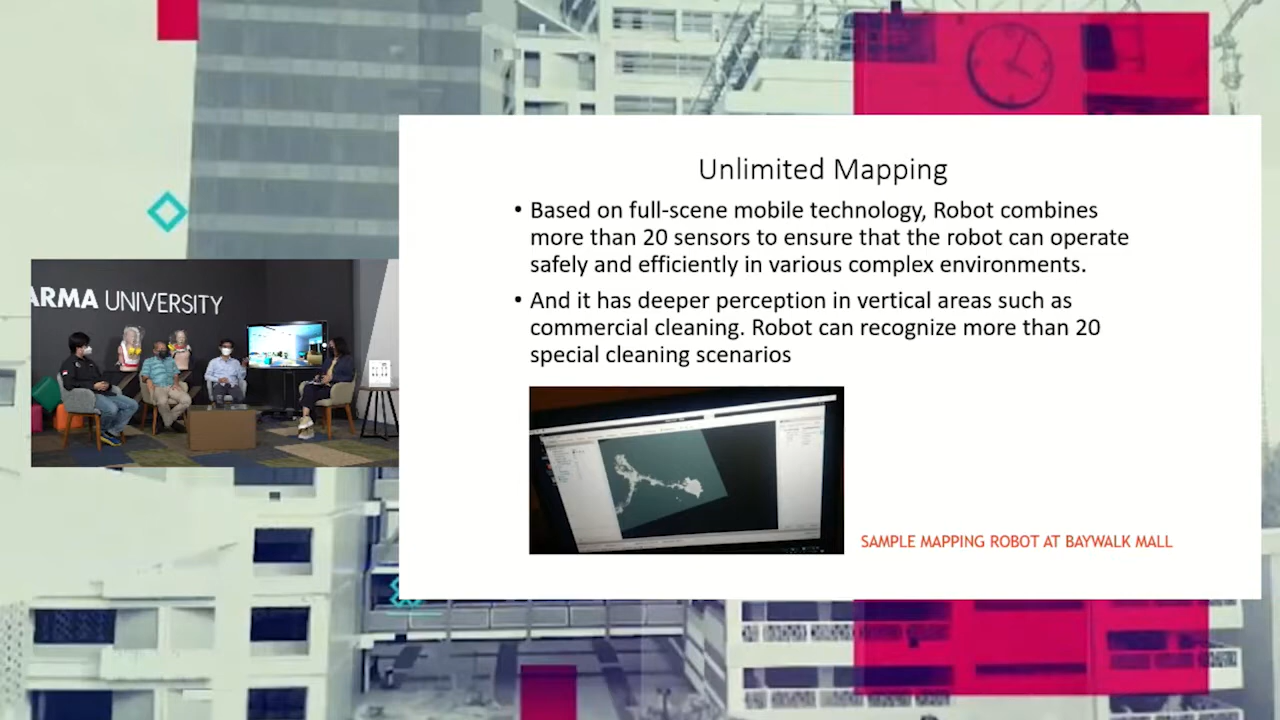 ARMA UNIVERSITY
Unlimited Mapping
• Based on full-scene mobile technology, Robot combines
more than 20 sensors to ensure that the robot can operate
safely and efficiently in various complex environments.
• And it has deeper perception in vertical areas such as
commercial cleaning. Robot can recognize more than 20
special cleaning scenarios
SAMPLE MAPPING ROBOT AT BAYWALK MALL